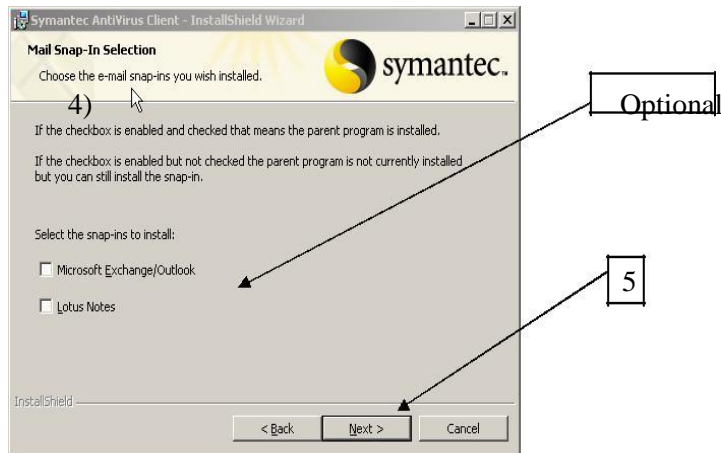 Symantec AntiVirus Client - InstallShield Wizard
Mail Snap-In Selection
Choose the e-mail snap-ins you wish installed.
symantec.
4)
Optional
If the checkbox is enabled and checked that means the parent program is installed.
If the checkbox is enabled but not checked the parent program is not currently installed
but you can still install the snap-in.
Select the snap-ins to install:
Microsoft Exchange/Outlook
5
Lotus Notes
InstallShield
< Back
Next >
Cancel